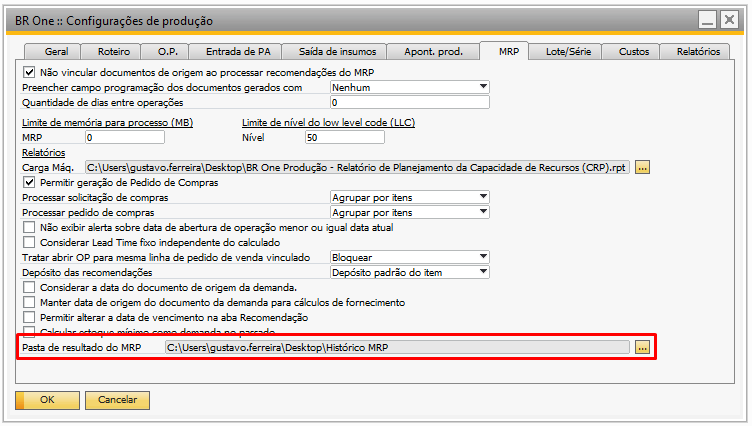 BR One :: Configurações de produção
Geral Roteiro O.P. Entrada de PA Saída de insumos Apont. prod. MRP Lote/Série Custos Relatórios
Não vincular documentos de origem ao processar recomendações do MRP
Preencher campo programação dos documentos gerados com Nenhum
Quantidade de dias entre operações 0
Limite de memória para processo (MB) Limite de nível do low level code (LLC)
MRP 0 Nível 50
Relatórios
Carga Máq. C:\Users\gustavo.ferreira\Desktop\BR One Produção - Relatório de Planejamento da Capacidade de Recursos (CRP).rpt ...
Permitir geração de Pedido de Compras
Processar solicitação de compras Agrupar por itens
Processar pedido de compras Agrupar por itens
Não exibir alerta sobre data de abertura de operação menor ou igual data atual
Considerar Lead Time fixo independente do calculado
Tratar abrir OP para mesma linha de pedido de venda vinculado Bloquear
Depósito das recomendações Depósito padrão do item
Considerar a data do documento de origem da demanda.
Manter data de origem do documento da demanda para cálculos de fornecimento
Permitir alterar a data de vencimento na aba Recomendação
Calcular estoque mínimo como demanda no passado
Pasta de resultado do MRP C:\Users\gustavo.ferreira\Desktop\Histórico MRP ...
OK Cancelar